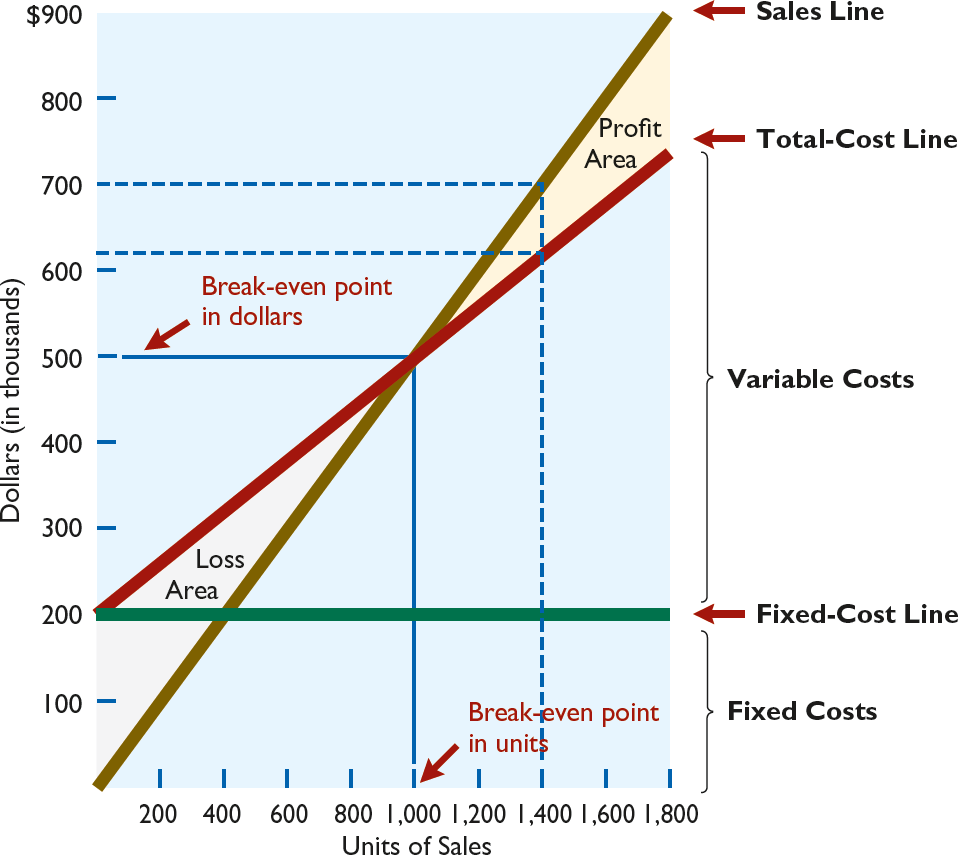 $900
800
700
600
500
400
300
200
100
Dollars (in thousands)
Sales Line
Profit
Area
Total-Cost Line
Break-even point
in dollars
Variable Costs
Loss
Area
Fixed-Cost Line
Break-even point
in units
Fixed Costs
200 400 600 800 1,000 1,200 1,400 1,600 1,800
Units of Sales